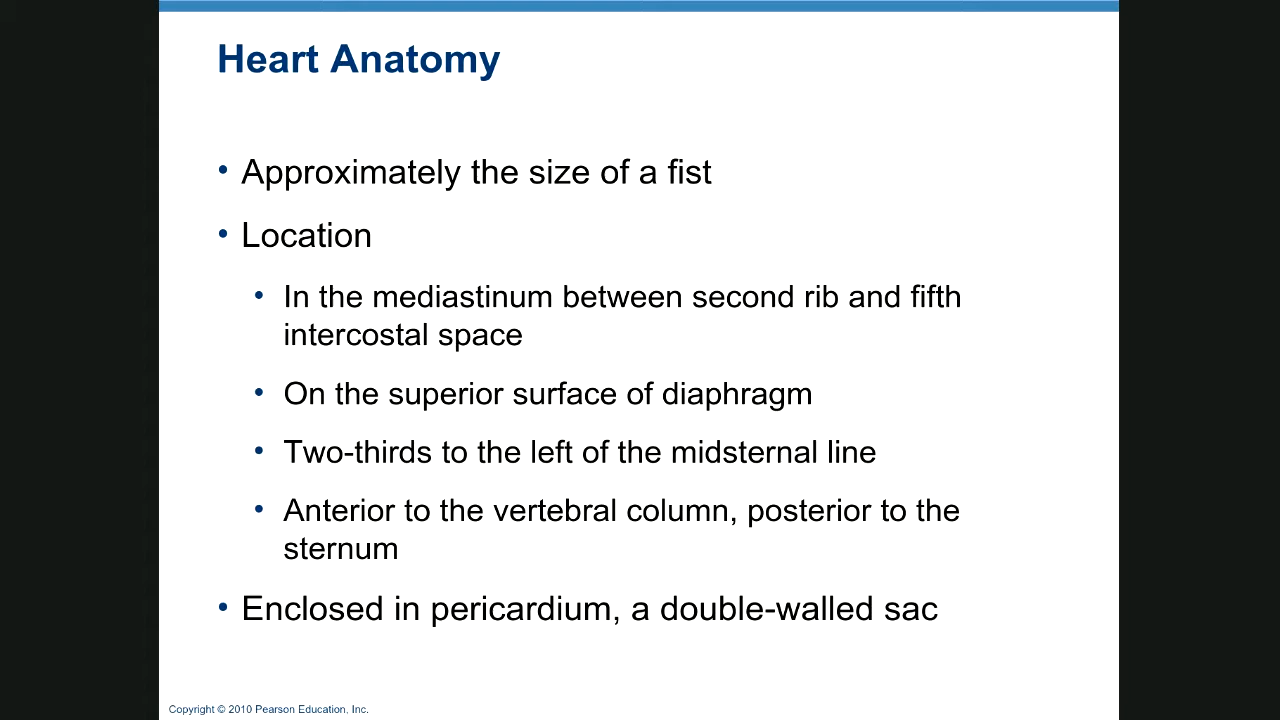 Heart Anatomy
• Approximately the size of a fist
• Location
• In the mediastinum between second rib and fifth
intercostal space
• On the superior surface of diaphragm
• Two-thirds to the left of the midsternal line
• Anterior to the vertebral column, posterior to the
sternum
• Enclosed in pericardium, a double-walled sac
Copyright © 2010 Pearson Education, Inc.